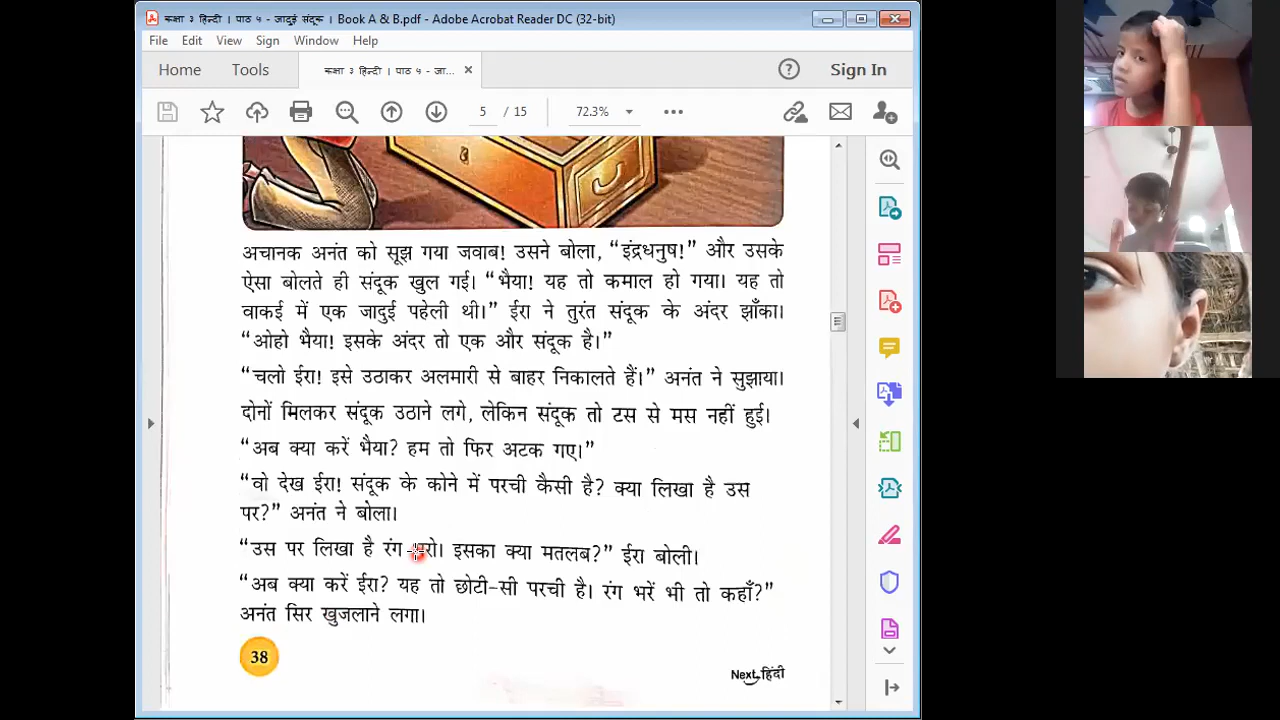 कक्षा ३ हिन्दी । पाठ ५ - जादुई संदूक । Book A & B.pdf - Adobe Acrobat Reader DC (32-bit)
File Edit View Sign Window Help
Home Tools कक्षा ३ हिन्दी । पाठ ५ - जा... × ? Sign In
5 / 15 72.3%
अचानक अनंत को सूझ गया जवाब! उसने बोला, “इंद्रधनुष!” और उसके
ऐसा बोलते ही संदूक खुल गई। “भैया! यह तो कमाल हो गया। यह तो
वाकई में एक जादुई पहेली थी।” ईरा ने तुरंत संदूक के अंदर झाँका।
“ओहो भैया! इसके अंदर तो एक और संदूक है।”
“चलो ईरा! इसे उठाकर अलमारी से बाहर निकालते हैं।” अनंत ने सुझाया।
दोनों मिलकर संदूक उठाने लगे, लेकिन संदूक तो टस से मस नहीं हुई।
“अब क्या करें भैया? हम तो फिर अटक गए।”
“वो देख ईरा! संदूक के कोने में परची कैसी है? क्या लिखा है उस
पर?” अनंत ने बोला।
“उस पर लिखा है रंग इसका क्या मतलब?” ईरा बोली।
“अब क्या करें ईरा? यह तो छोटी-सी परची है। रंग भरें भी तो कहाँ?”
अनंत सिर खुजलाने लगा।
38
Next हिंदी